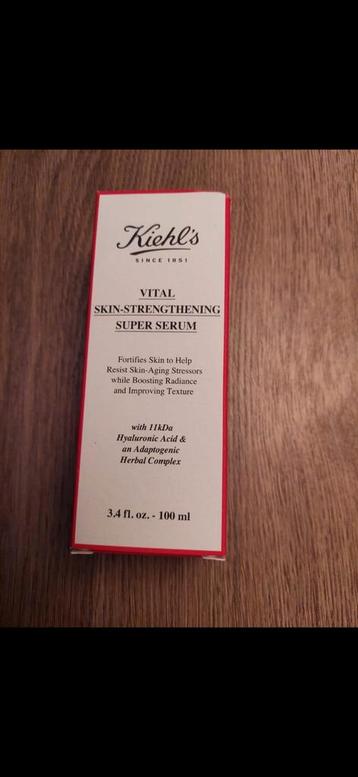 Kiehl's
SINCE 1851
VITAL
SKIN-STRENGTHENING
SUPER SERUM
Fortifies Skin to Help
Resist Skin-Aging Stressors
while Boosting Radiance
and Improving Texture
with 11kDa
Hyaluronic Acid &
an Adaptogenic
Herbal Complex
3.4 fl. oz. - 100 ml